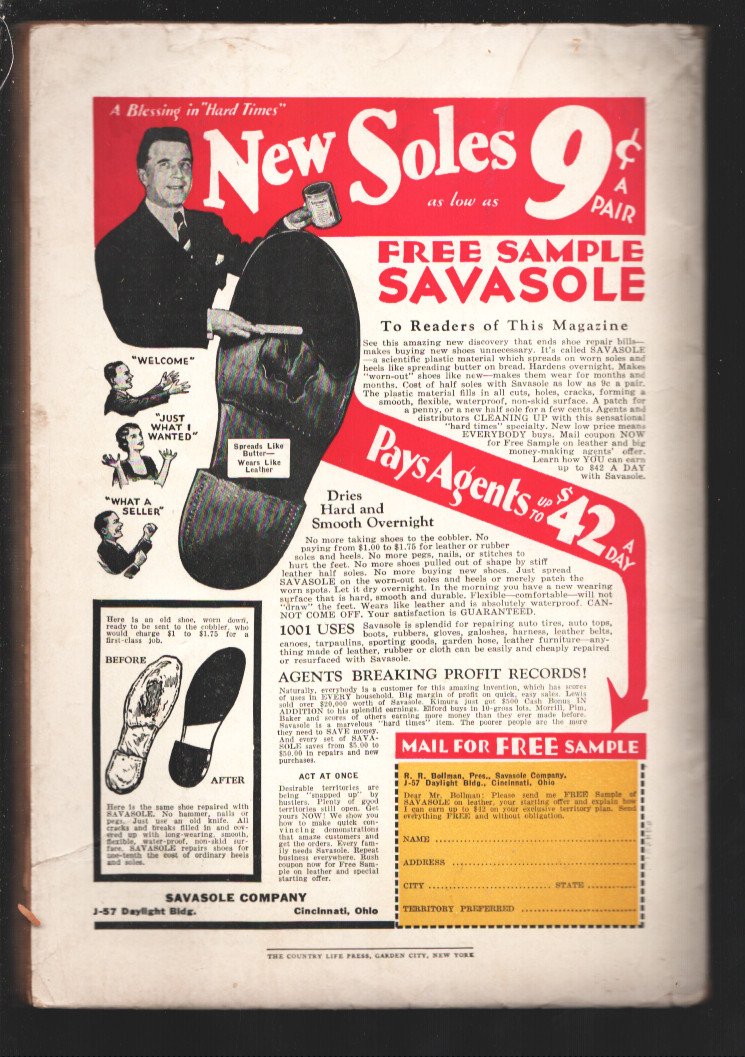 A Blessing in "Hard Times"
New Soles
as low as
9¢
A
PAIR
FREE SAMPLE
SAVASOLE
To Readers of This Magazine
See this amazing new discovery that ends shoe repair bills—
makes buying new shoes unnecessary. It's called SAVASOLE
—a scientific plastic material which spreads on worn soles and
heels like spreading butter on bread. Hardens overnight. Makes
"worn-out" shoes like new—makes them wear for months and
months. Cost of half soles with Savasole as low as 9c a pair.
The plastic material fills in all cuts, holes, cracks, forming a
smooth, flexible, waterproof, non-skid surface. A patch for
a penny, or a new half sole for a few cents. Agents and
distributors CLEANING UP with this sensational
"hard times" specialty. New low price means
EVERYBODY buys. Mail coupon NOW
for Free Sample on leather and big
money-making agents' offer.
Learn how YOU can earn
up to $42 A DAY
with Savasole.
"WELCOME"
"JUST
WHAT I
WANTED"
"WHAT A
SELLER"
Spreads Like
Butter—
Wears Like
Leather
Pays Agents UP TO $42 A DAY
Dries
Hard and
Smooth Overnight
No more taking shoes to the cobbler. No
paying from $1.00 to $1.75 for leather or rubber
soles and heels. No more pegs, nails, or stitches to
hurt the feet. No more shoes pulled out of shape by stiff
leather half soles. No more buying new shoes. Just spread
SAVASOLE on the worn-out soles and heels or merely patch the
worn spots. Let it dry overnight. In the morning you have a new wearing
surface that is hard, smooth and durable. Flexible—comfortable—will not
"draw" the feet. Wears like leather and is absolutely waterproof. CAN-
NOT COME OFF. Your satisfaction is GUARANTEED.
1001 USES Savasole is splendid for repairing auto tires, auto tops,
boots, rubbers, gloves, galoshes, harness, leather belts,
canoes, tarpaulins, sporting goods, garden hose, leather furniture—any-
thing made of leather, rubber or cloth can be easily and cheaply repaired
or resurfaced with Savasole.
AGENTS BREAKING PROFIT RECORDS!
Naturally, everybody is a customer for this amazing invention, which has scores
of uses in EVERY household. Big margin of profit on quick, easy sales. Lewis
sold over $20,000 worth of Savasole. Kimura just got $500 Cash Bonus IN
ADDITION to his splendid earnings. Elford buys in 10-gross lots. Morrill, Pim,
Baker and scores of others earning more money than they ever made before.
Savasole is a marvelous "hard times" item. The poorer people are the more
they need to SAVE money.
And every set of SAVA-
SOLE saves from $5.00 to
$50.00 in repairs and new
purchases.
ACT AT ONCE
Desirable territories are
being "snapped up" by
hustlers. Plenty of good
territories still open. Get
yours NOW! We show you
how to make quick con-
vincing demonstrations
that amaze customers and
get the orders. Every fam-
ily needs Savasole. Repeat
business everywhere. Rush
coupon now for Free Sam-
ple on leather and special
starting offer.
Here is an old shoe, worn down,
ready to be sent to the cobbler, who
would charge $1 to $1.75 for a
first-class job.
BEFORE
AFTER
Here is the same shoe repaired with
SAVASOLE. No hammer, nails or
pegs. Just use an old knife. All
cracks and breaks filled in and cov-
ered up with long-wearing, smooth,
flexible, water-proof, non-skid sur-
face. SAVASOLE repairs shoes for
one-tenth the cost of ordinary heels
and soles.
SAVASOLE COMPANY
J-57 Daylight Bldg. Cincinnati, Ohio
MAIL FOR FREE SAMPLE
R. R. Bollman, Pres., Savasole Company,
J-57 Daylight Bldg., Cincinnati, Ohio
Dear Mr. Bollman: Please send me FREE Sample of
SAVASOLE on leather, your starting offer and explain how
I can earn up to $42 on your exclusive territory plan. Send
everything FREE and without obligation.
NAME
ADDRESS
CITY STATE
TERRITORY PREFERRED
THE COUNTRY LIFE PRESS, GARDEN CITY, NEW YORK